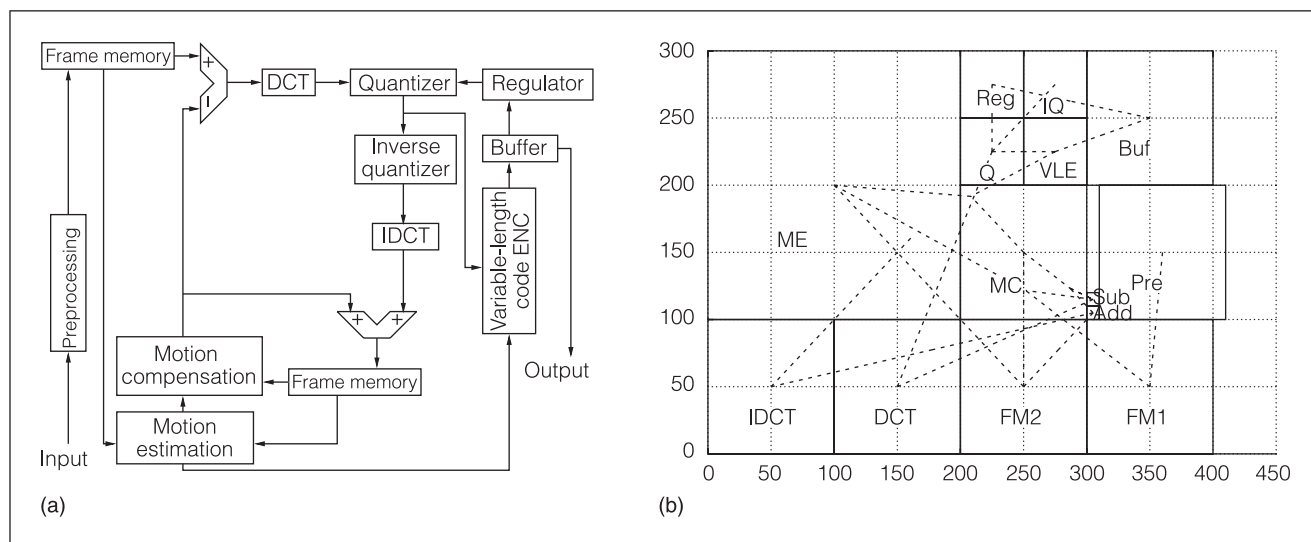 Frame memory
+
−
DCT
Quantizer
Regulator
Inverse
quantizer
Buffer
IDCT
Variable-length
code ENC
Preprocessing
+ +
Motion
compensation
Frame memory
Motion
estimation
Input
Output
(a)
300
250
200
150
100
50
0
0 50 100 150 200 250 300 350 400 450
Reg
IQ
Buf
Q
VLE
ME
MC
Pre
Sub
Add
IDCT
DCT
FM2
FM1
(b)